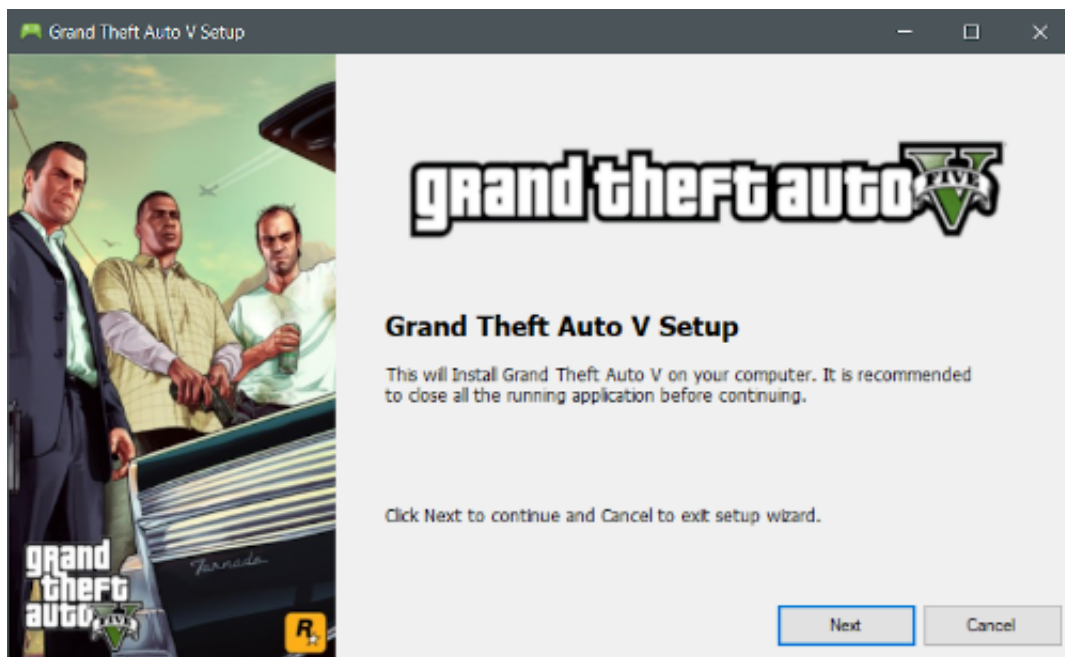 Grand Theft Auto V Setup
grand theft auto V
FIVE
Grand Theft Auto V Setup
This will Install Grand Theft Auto V on your computer. It is recommended
to close all the running application before continuing.
Click Next to continue and Cancel to exit setup wizard.
Tornado
grand
theft
auto V
FIVE
R
Next
Cancel